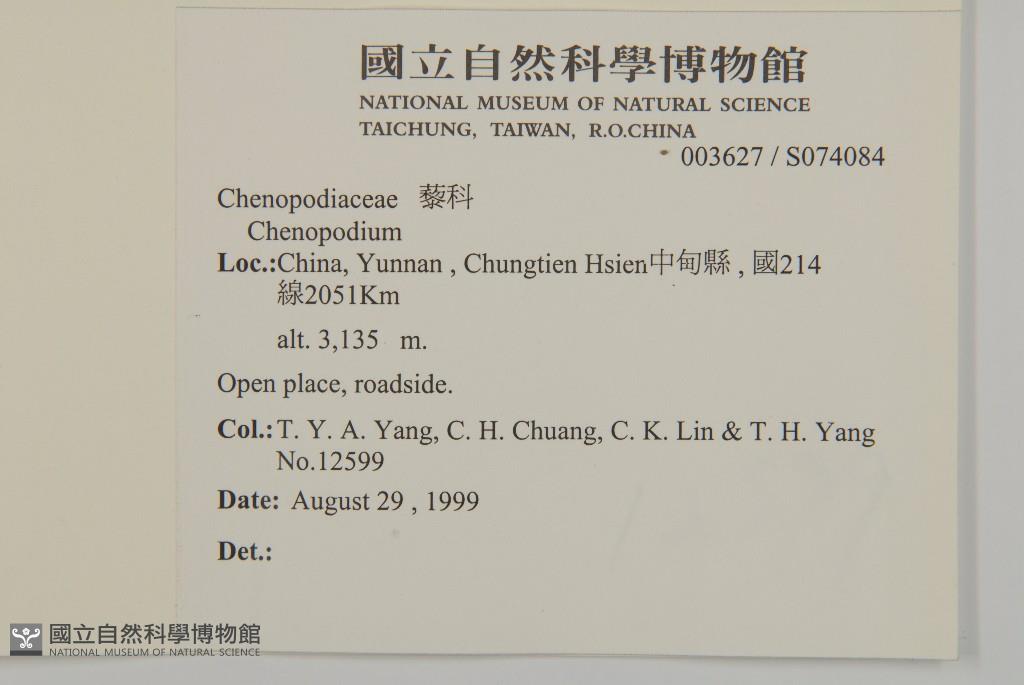 國立自然科學博物館
NATIONAL MUSEUM OF NATURAL SCIENCE
TAICHUNG, TAIWAN, R.O.CHINA
003627 / S074084
Chenopodiaceae 藜科
Chenopodium
Loc.:China, Yunnan , Chungtien Hsien中甸縣 , 國214
線2051Km
alt. 3,135 m.
Open place, roadside.
Col.: T. Y. A. Yang, C. H. Chuang, C. K. Lin & T. H. Yang
No.12599
Date: August 29 , 1999
Det.:
國立自然科學博物館
NATIONAL MUSEUM OF NATURAL SCIENCE